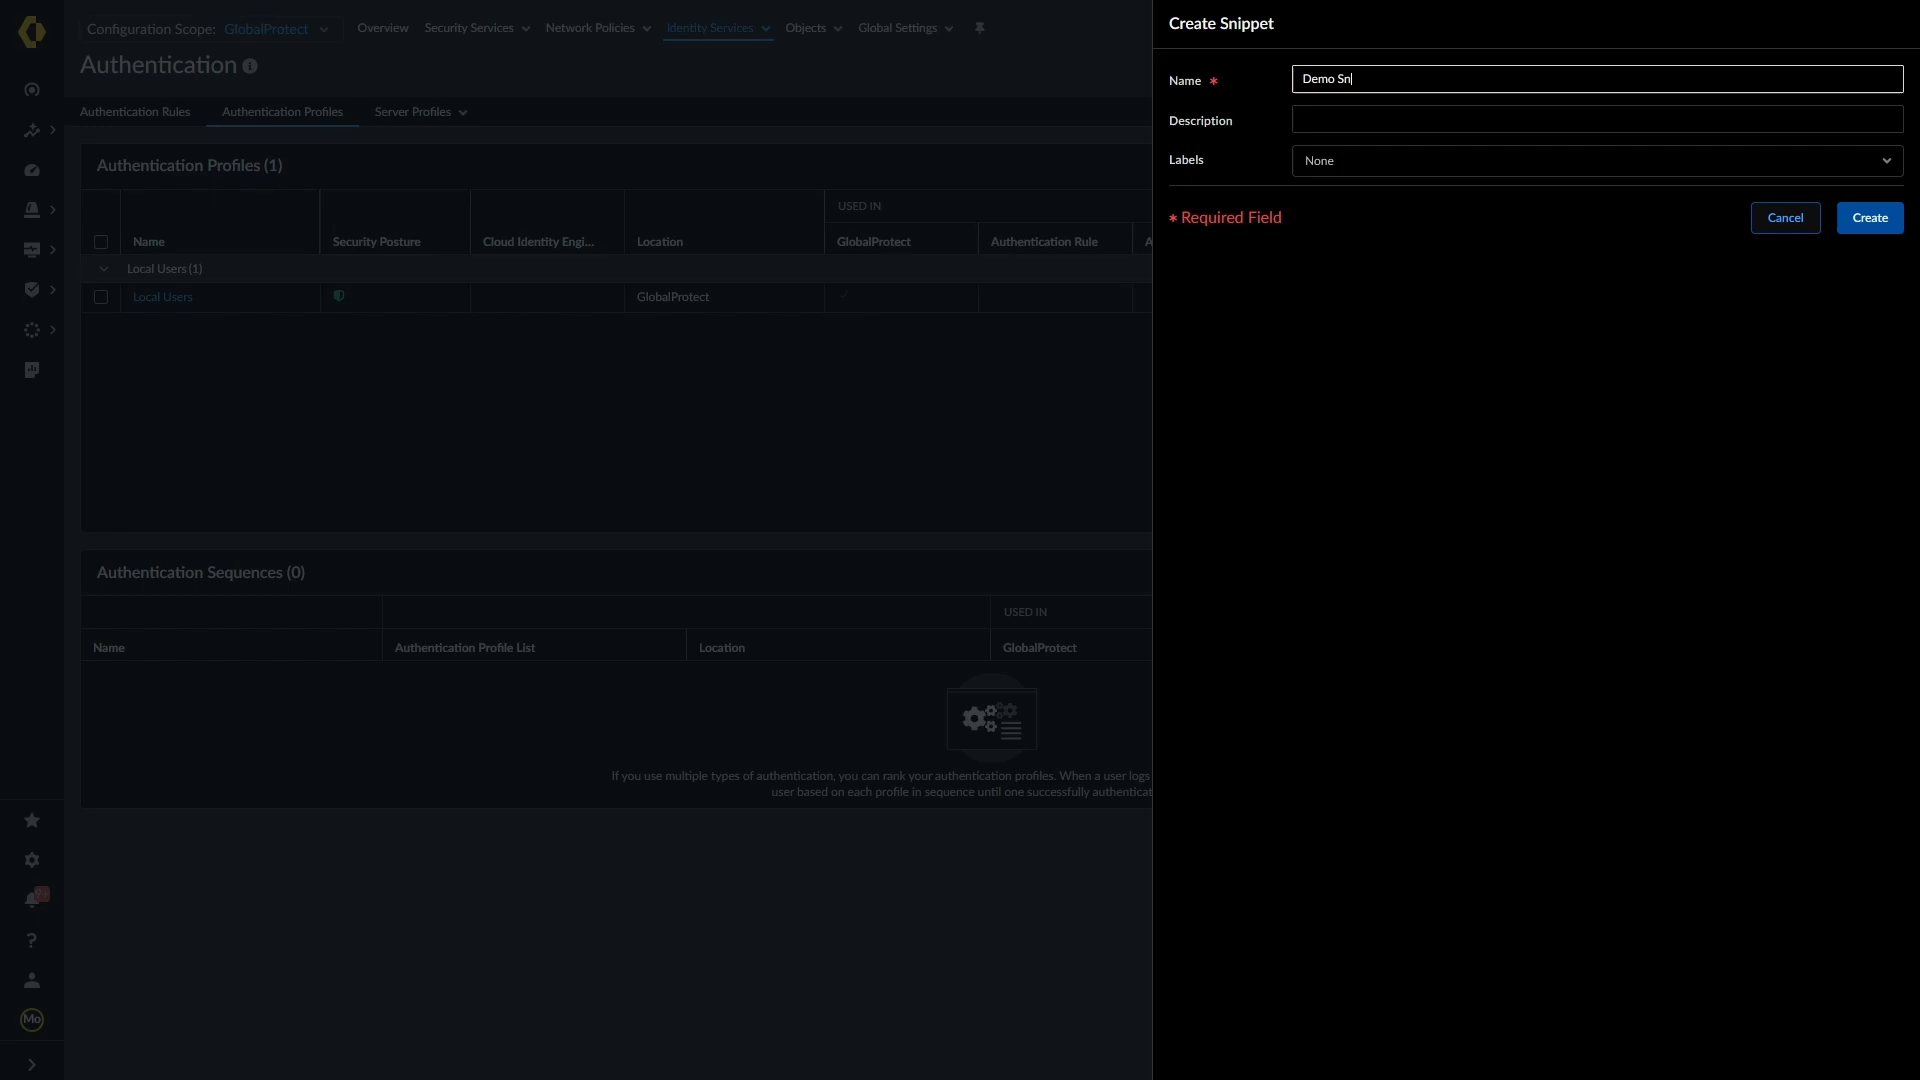 Configuration Scope: GlobalProtect
Overview
Security Services
Network Policies
Identity Services
Objects
Global Settings
Authentication
Authentication Rules
Authentication Profiles
Server Profiles
Authentication Profiles (1)
USED IN
Name
Security Posture
Cloud Identity Engi...
Location
GlobalProtect
Authentication Rule
A
Local Users (1)
Local Users
GlobalProtect
Authentication Sequences (0)
USED IN
Name
Authentication Profile List
Location
GlobalProtect
If you use multiple types of authentication, you can rank your authentication profiles. When a user logs
user based on each profile in sequence until one successfully authenticat
Mo
Create Snippet
Name *
Demo Sn
Description
Labels
None
* Required Field
Cancel
Create